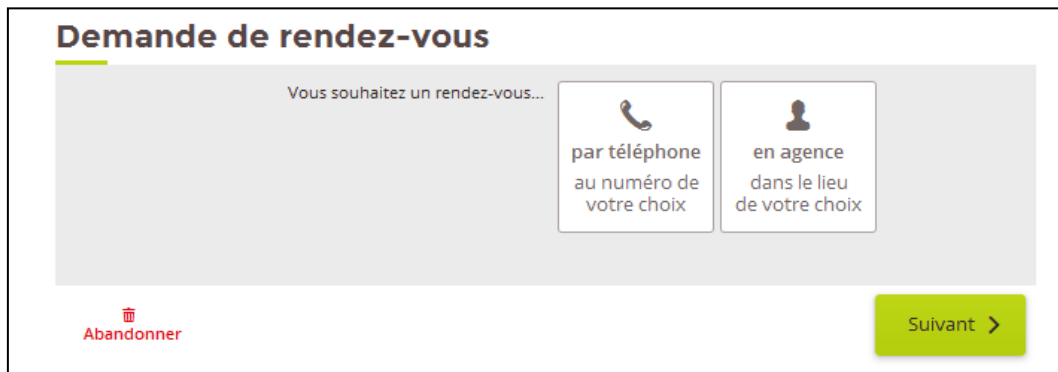 Demande de rendez-vous
Vous souhaitez un rendez-vous...
par téléphone
au numéro de
votre choix
en agence
dans le lieu
de votre choix
Abandonner
Suivant